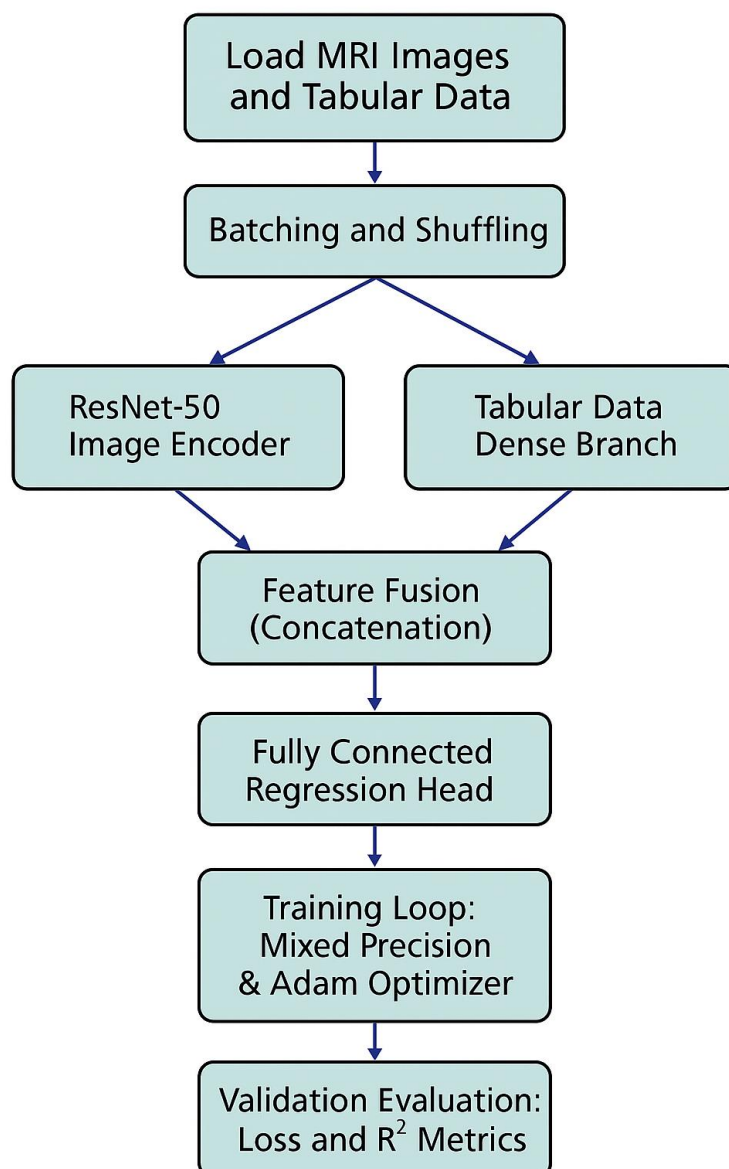 Load MRI Images
and Tabular Data
Batching and Shuffling
ResNet-50
Image Encoder
Tabular Data
Dense Branch
Feature Fusion
(Concatenation)
Fully Connected
Regression Head
Training Loop:
Mixed Precision
& Adam Optimizer
Validation Evaluation:
Loss and R² Metrics